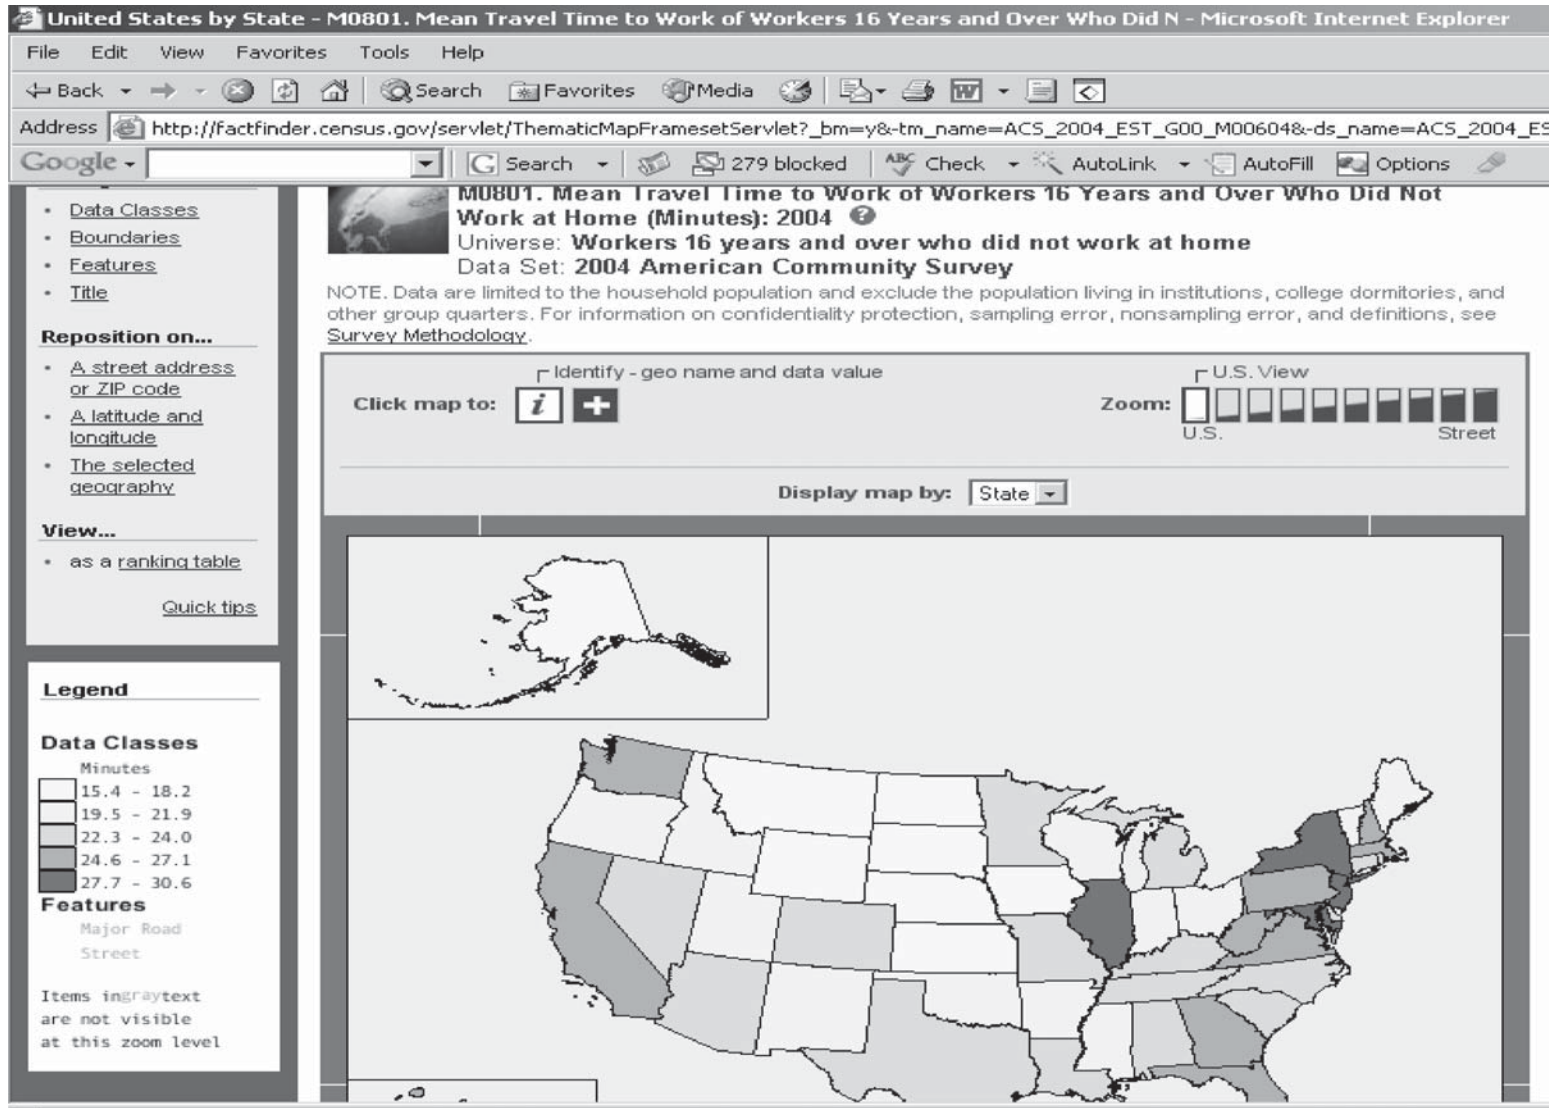 United States by State - M0801. Mean Travel Time to Work of Workers 16 Years and Over Who Did N - Microsoft Internet Explorer
File Edit View Favorites Tools Help
Back Search Favorites Media
Address http://factfinder.census.gov/servlet/ThematicMapFramesetServlet?_bm=y&-tm_name=ACS_2004_EST_G00_M00604&-ds_name=ACS_2004_ES
Google Search 279 blocked ABC Check AutoLink AutoFill Options
Data Classes
Boundaries
Features
Title
Reposition on...
A street address
or ZIP code
A latitude and
longitude
The selected
geography
View...
as a ranking table
Quick tips
Legend
Data Classes
Minutes
15.4 - 18.2
19.5 - 21.9
22.3 - 24.0
24.6 - 27.1
27.7 - 30.6
Features
Major Road
Street
Items ingraytext
are not visible
at this zoom level
M0801. Mean Travel Time to Work of Workers 16 Years and Over Who Did Not
Work at Home (Minutes): 2004 ?
Universe: Workers 16 years and over who did not work at home
Data Set: 2004 American Community Survey
NOTE. Data are limited to the household population and exclude the population living in institutions, college dormitories, and
other group quarters. For information on confidentiality protection, sampling error, nonsampling error, and definitions, see
Survey Methodology.
Identify - geo name and data value
U.S. View
Click map to: i +
Zoom:
U.S. Street
Display map by: State